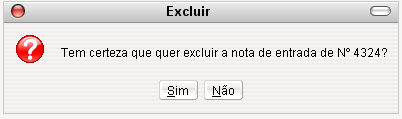 Excluir
Tem certeza que quer excluir a nota de entrada de Nº 4324?
Sim Não